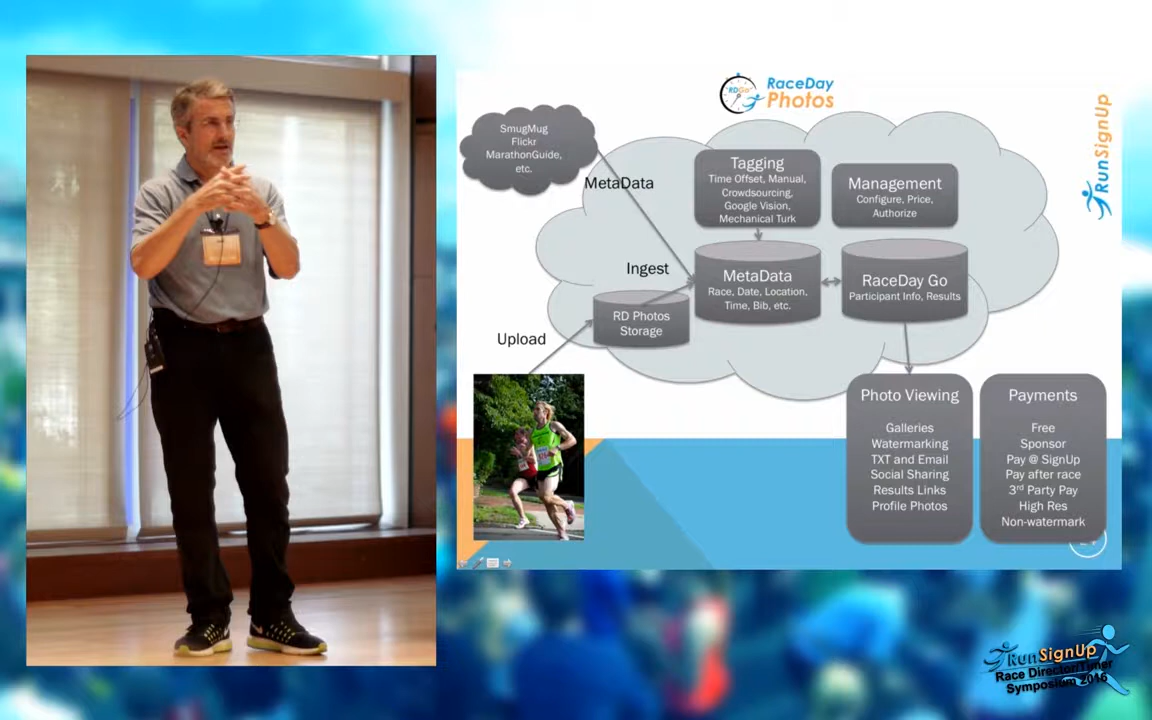 RDGo
RaceDay
Photos
RunSignUp
SmugMug
Flickr
MarathonGuide,
etc.
MetaData
Tagging
Time Offset, Manual,
Crowdsourcing,
Google Vision,
Mechanical Turk
Management
Configure, Price,
Authorize
Ingest
MetaData
Race, Date, Location,
Time, Bib, etc.
RaceDay Go
Participant Info, Results
RD Photos
Storage
Upload
Photo Viewing
Galleries
Watermarking
TXT and Email
Social Sharing
Results Links
Profile Photos
Payments
Free
Sponsor
Pay @ SignUp
Pay after race
3rd Party Pay
High Res
Non-watermark
RunSignUp
Race Director/Timer
Symposium 2016